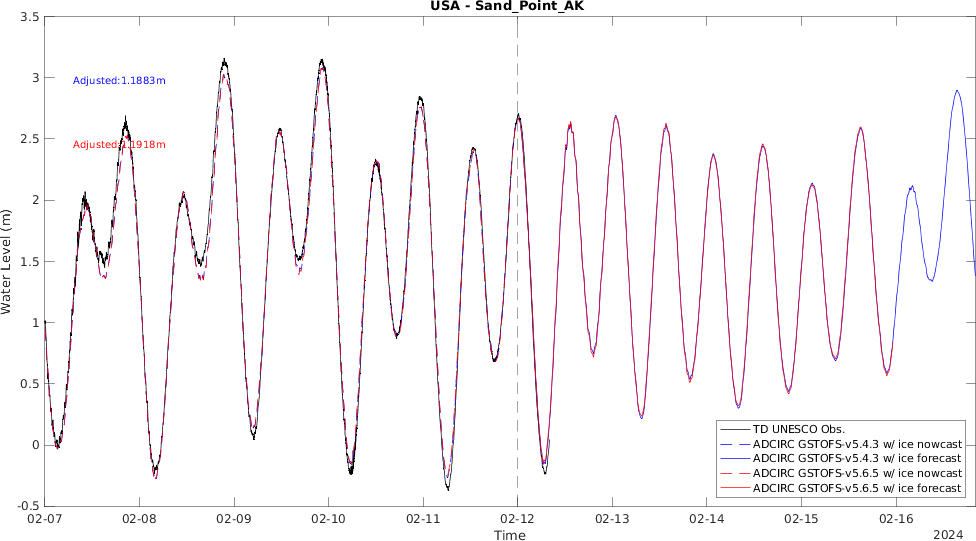 USA - Sand_Point_AK
3.5
3
2.5
2
1.5
1
0.5
0
-0.5
Water Level (m)
Adjusted:1.1883m
Adjusted:1.1918m
TD UNESCO Obs.
ADCIRC GSTOFS-v5.4.3 w/ ice nowcast
ADCIRC GSTOFS-v5.4.3 w/ ice forecast
ADCIRC GSTOFS-v5.6.5 w/ ice nowcast
ADCIRC GSTOFS-v5.6.5 w/ ice forecast
02-07 02-08 02-09 02-10 02-11 02-12 02-13 02-14 02-15 02-16
Time
2024